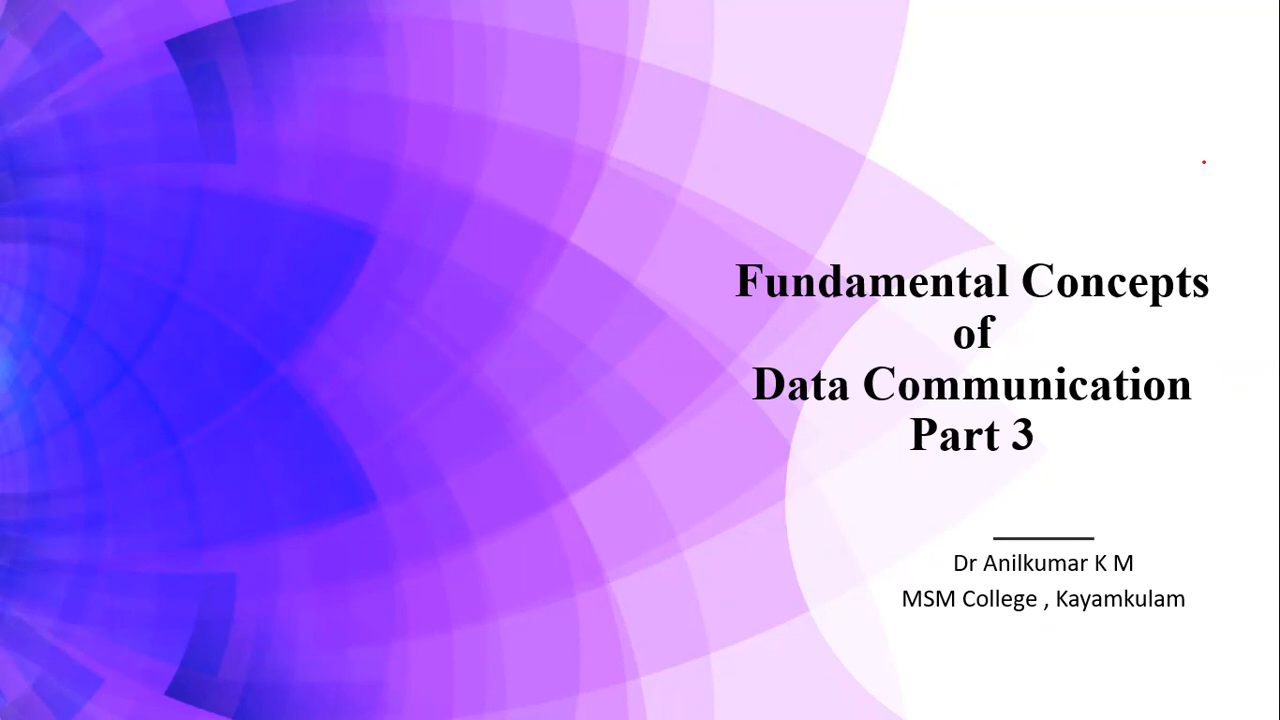 Fundamental Concepts
of
Data Communication
Part 3
Dr Anilkumar K M
MSM College , Kayamkulam